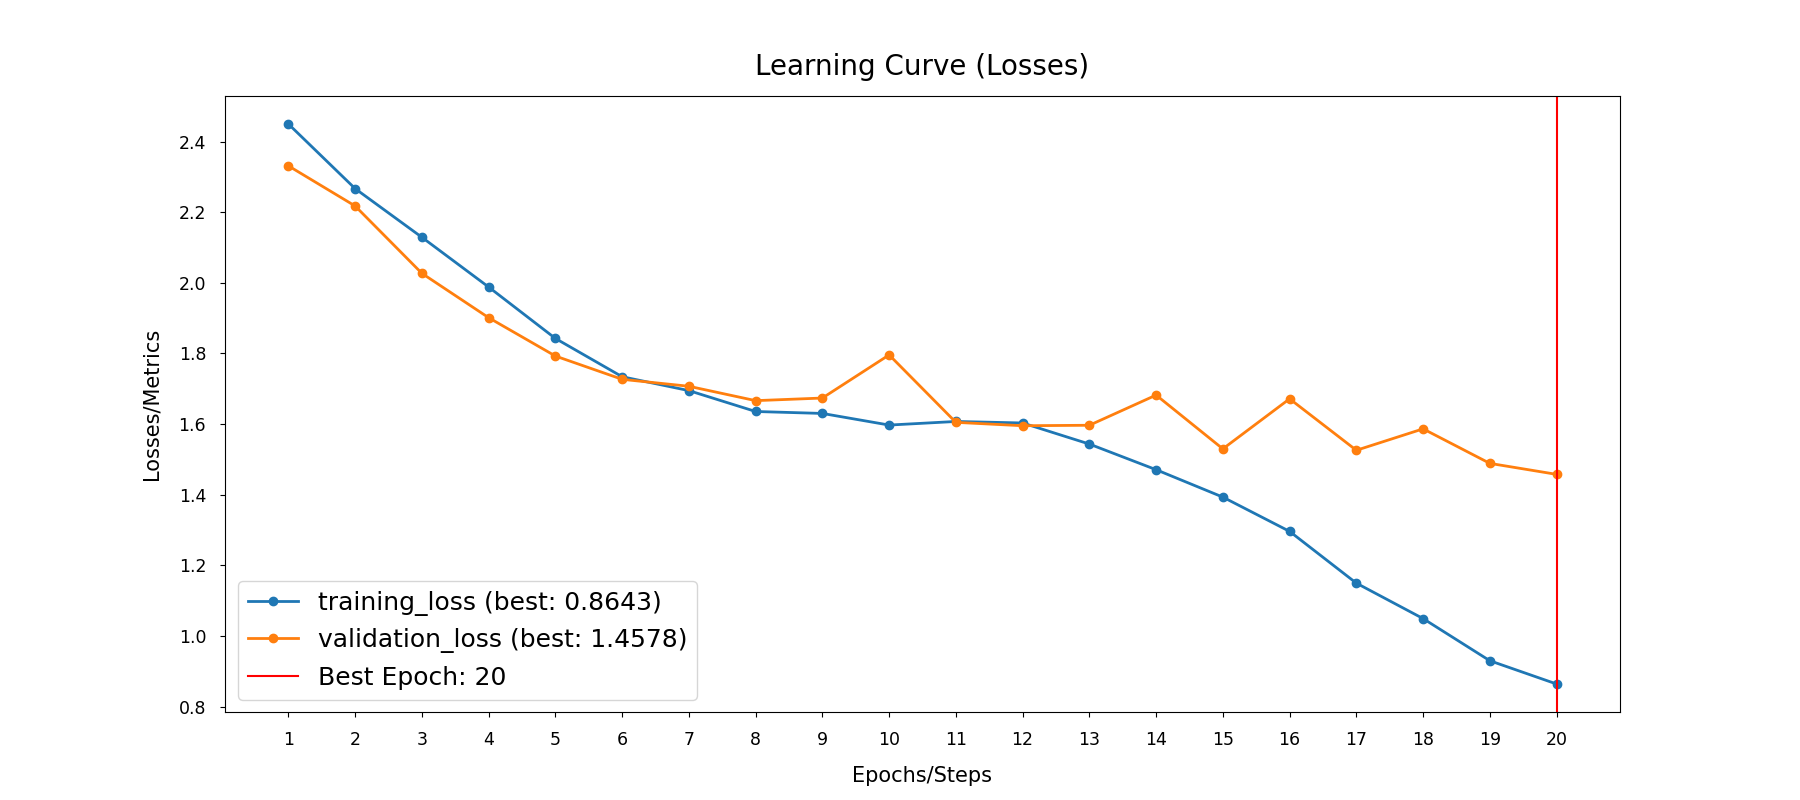 Learning Curve (Losses)
Losses/Metrics
2.4
2.2
2.0
1.8
1.6
1.4
1.2
1.0
0.8
training_loss (best: 0.8643)
validation_loss (best: 1.4578)
Best Epoch: 20
1 2 3 4 5 6 7 8 9 10 11 12 13 14 15 16 17 18 19 20
Epochs/Steps